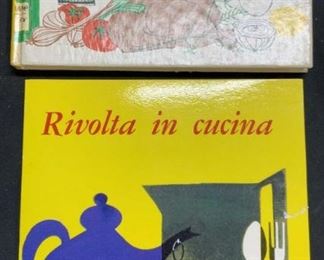 Rivolta in cucina